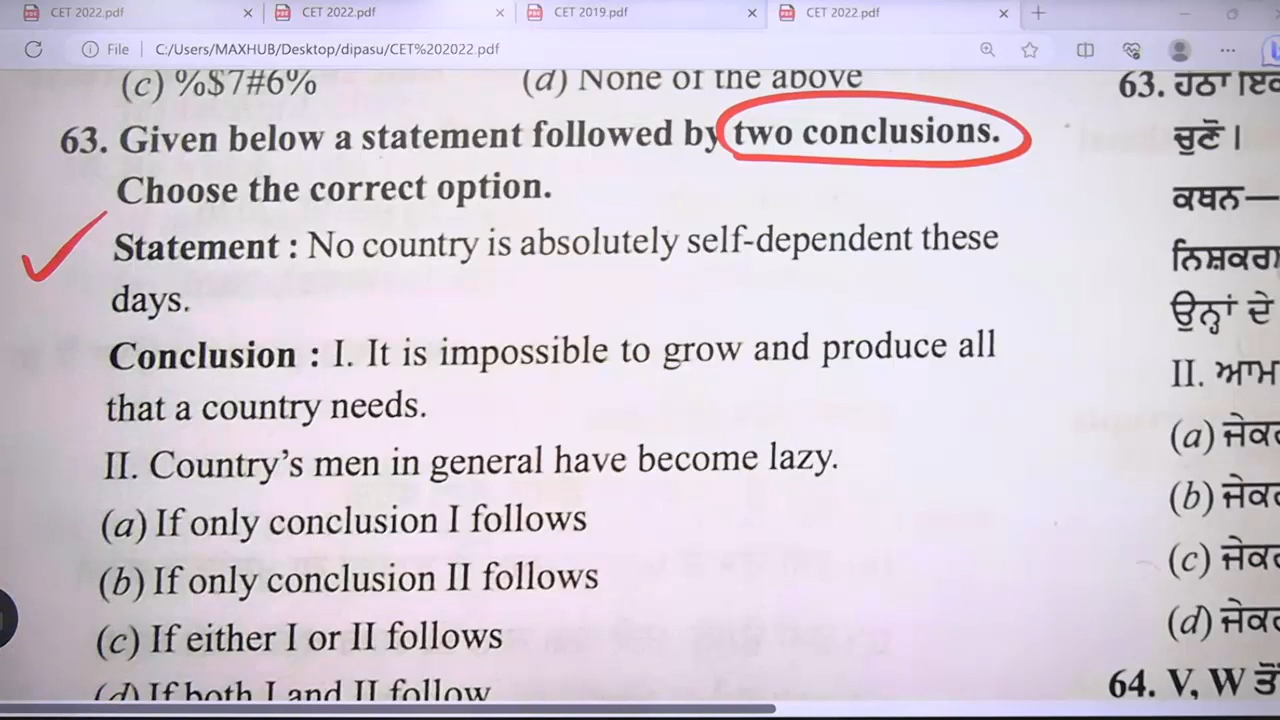 CET 2022.pdf
CET 2022.pdf
CET 2019.pdf
CET 2022.pdf
File
C:/Users/MAXHUB/Desktop/dipasu/CET%202022.pdf
(c) %$7#6%
(d) None of the above
63. Given below a statement followed by two conclusions.
Choose the correct option.
Statement : No country is absolutely self-dependent these
days.
Conclusion : I. It is impossible to grow and produce all
that a country needs.
II. Country's men in general have become lazy.
(a) If only conclusion I follows
(b) If only conclusion II follows
(c) If either I or II follows
(d) If both I and II follow
63. ਹੇਠਾਂ
ਚੁਣੋ।
ਕਥਨ—
ਉਨ੍ਹਾਂ ਦੇ
II. ਆਮ
(a)
(b)
(c)
(d)
64. V, W ਤੋਂ